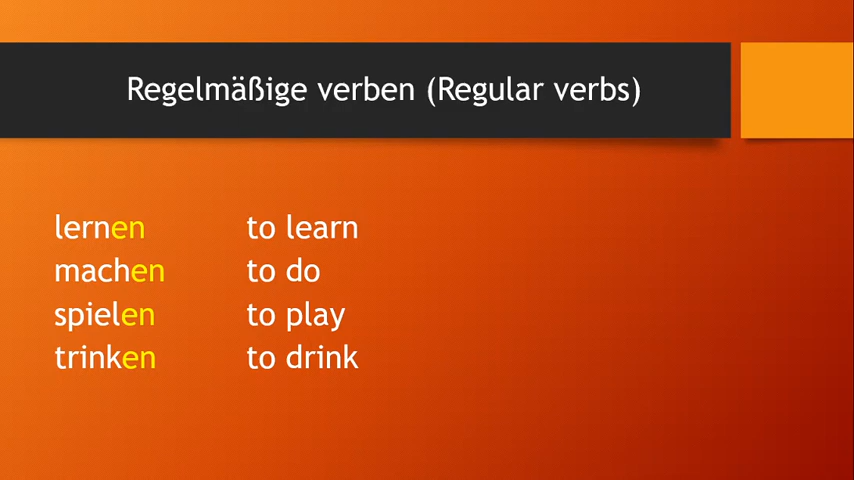 Regelmäßige verben (Regular verbs)
lernen to learn
machen to do
spielen to play
trinken to drink